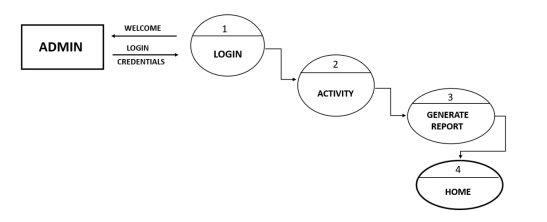 ADMIN
WELCOME
LOGIN
CREDENTIALS
1
LOGIN
2
ACTIVITY
3
GENERATE
REPORT
4
HOME